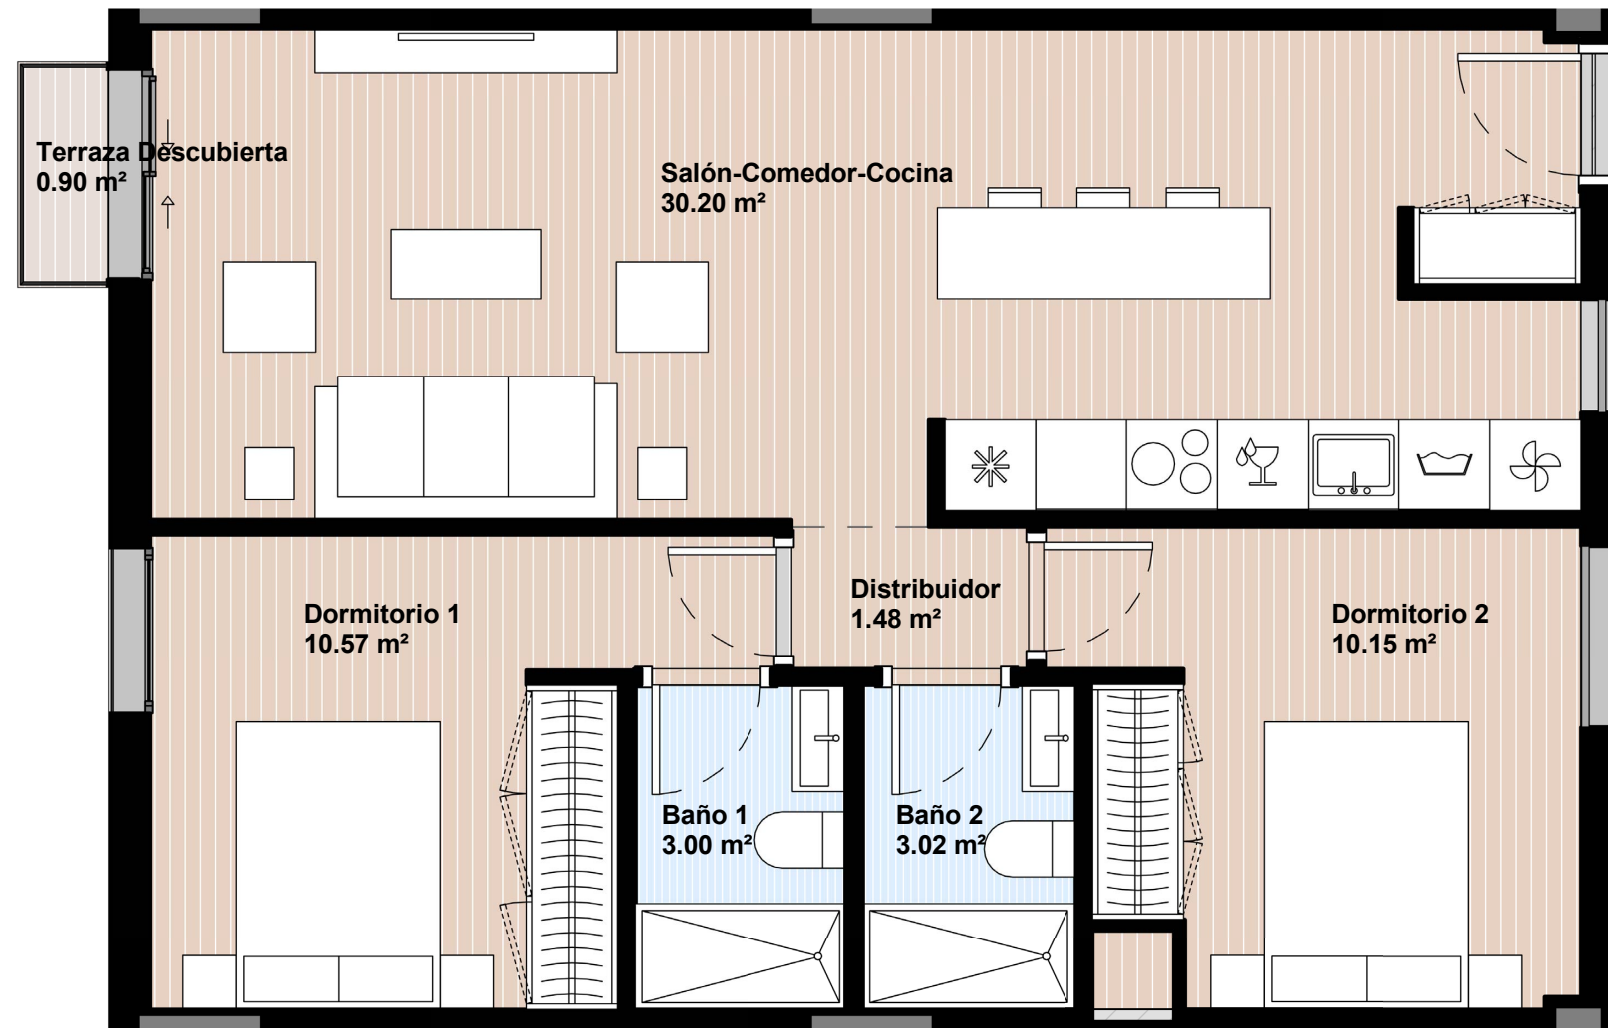 Terraza Descubierta
0.90 m²
Salón-Comedor-Cocina
30.20 m²
Distribuidor
1.48 m²
Dormitorio 1
10.57 m²
Dormitorio 2
10.15 m²
Baño 1
3.00 m²
Baño 2
3.02 m²